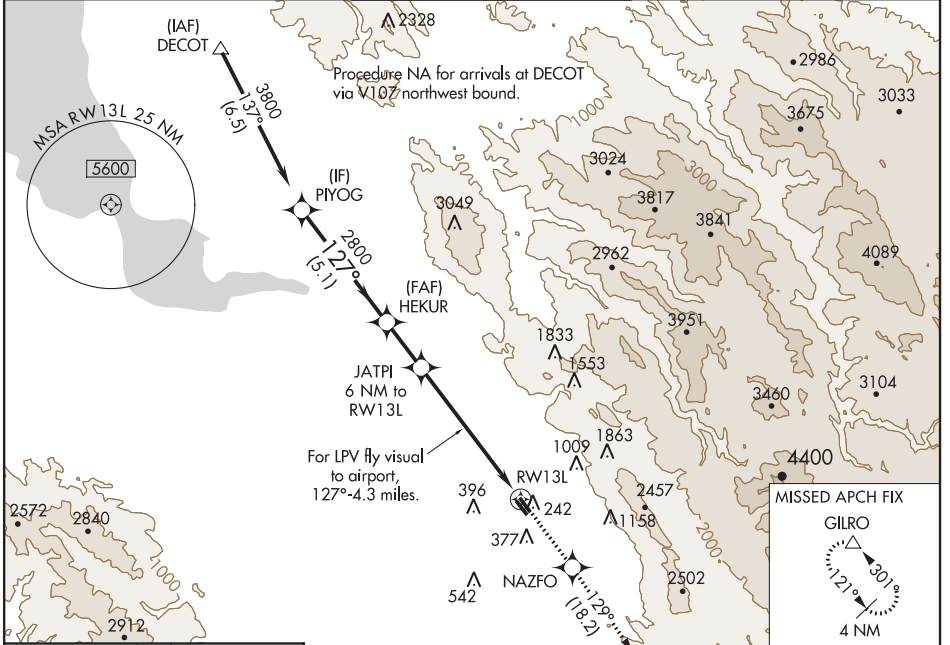 2328
(IAF)
DECOT
Procedure NA for arrivals at DECOT
via V107 northwest bound.
2986
3675
3033
3800
137°
(6.5)
1000
MSA RW13L 25 NM
5600
(IF)
PIYOG
3049
3024
3000
3817
3841
2962
4089
2800
127°
(5.1)
(FAF)
HEKUR
3951
1833
1553
JATPI
6 NM to
RW13L
3460
3104
For LPV fly visual
to airport,
127°-4.3 miles.
1009
1863
4400
RW13L
396
242
2457
1158
377
2572
2840
1000
NAZFO
542
129°
(18.2)
2502
2000
2912
MISSED APCH FIX
GILRO
301°
121°
4 NM